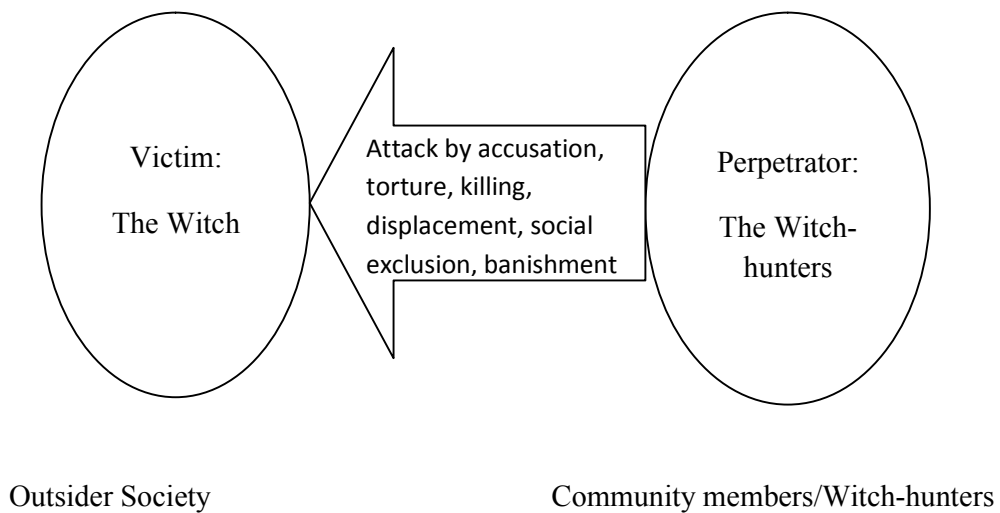 Victim:
The Witch
Attack by accusation,
torture, killing,
displacement, social
exclusion, banishment
Perpetrator:
The Witch-
hunters
Outsider Society
Community members/Witch-hunters